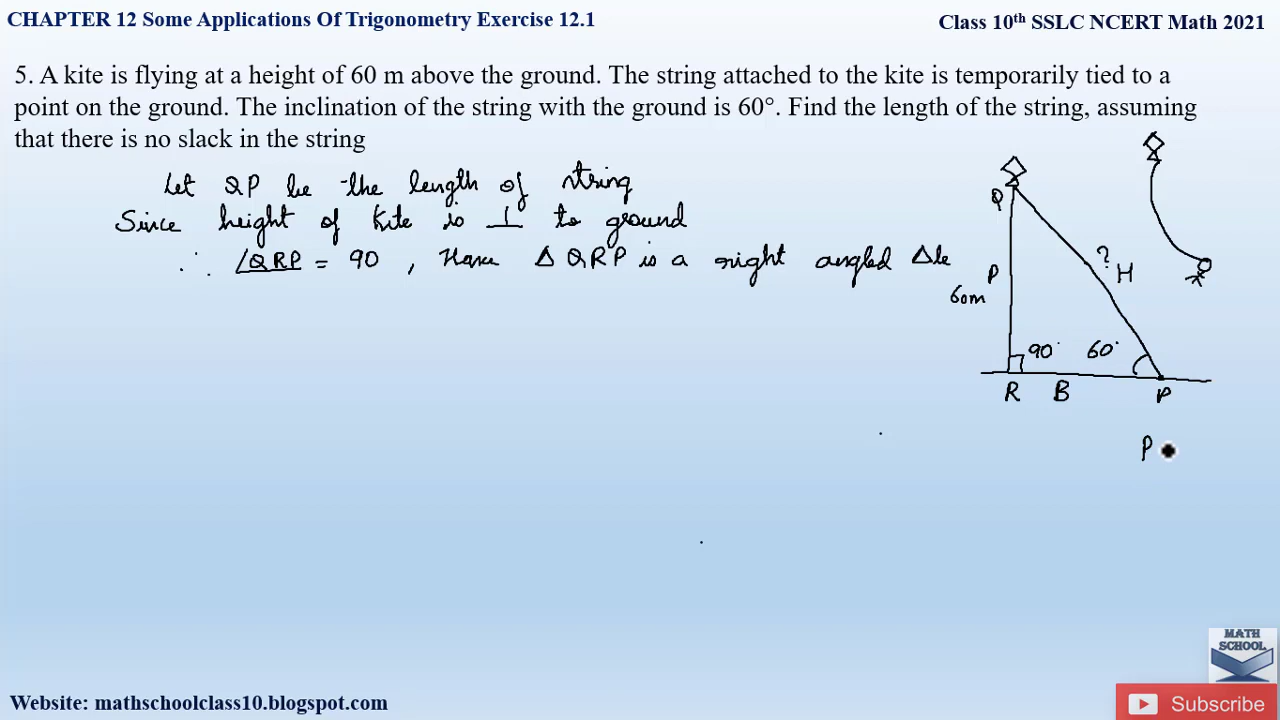 CHAPTER 12 Some Applications Of Trigonometry Exercise 12.1
Class 10th SSLC NCERT Math 2021
5. A kite is flying at a height of 60 m above the ground. The string attached to the kite is temporarily tied to a
point on the ground. The inclination of the string with the ground is 60°. Find the length of the string, assuming
that there is no slack in the string
Let QP be the length of string
Since height of kite is ⊥ to ground
∴ ∠QRP = 90 , Hence Δ QRP is a right angled Δle
Q
?
H
P
60m
90°
60°
R B P
P
MATH
SCHOOL
Website: mathschoolclass10.blogspot.com
Subscribe